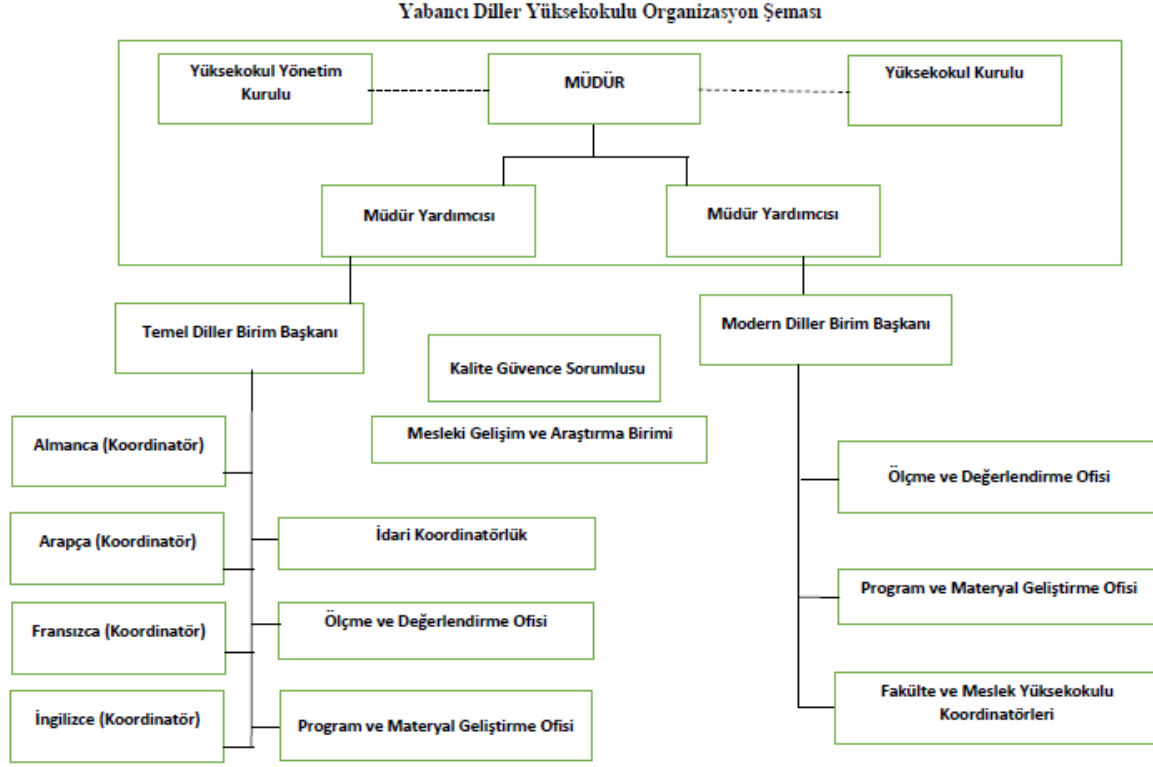 Yabancı Diller Yüksekokulu Organizasyon Şeması
Yüksekokul Yönetim
Kurulu
MÜDÜR
Yüksekokul Kurulu
Müdür Yardımcısı
Müdür Yardımcısı
Temel Diller Birim Başkanı
Modern Diller Birim Başkanı
Kalite Güvence Sorumlusu
Mesleki Gelişim ve Araştırma Birimi
Almanca (Koordinatör)
Arapça (Koordinatör)
Fransızca (Koordinatör)
İngilizce (Koordinatör)
İdari Koordinatörlük
Ölçme ve Değerlendirme Ofisi
Program ve Materyal Geliştirme Ofisi
Ölçme ve Değerlendirme Ofisi
Program ve Materyal Geliştirme Ofisi
Fakülte ve Meslek Yüksekokulu
Koordinatörleri